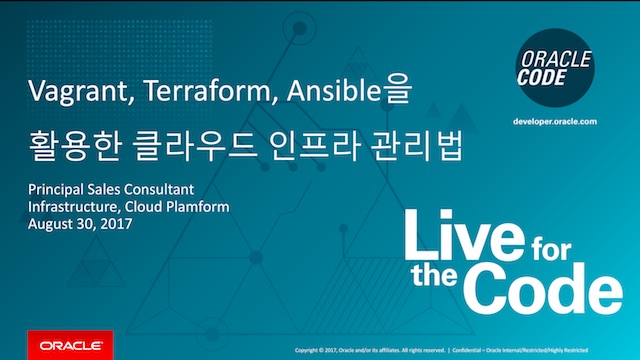 ORACLE
CODE
developer.oracle.com
Vagrant, Terraform, Ansible을
활용한 클라우드 인프라 관리법
Principal Sales Consultant
Infrastructure, Cloud Plamform
August 30, 2017
Live for
the Code
ORACLE
Copyright © 2017, Oracle and/or its affiliates. All rights reserved. | Confidential – Oracle Internal/Restricted/Highly Restricted